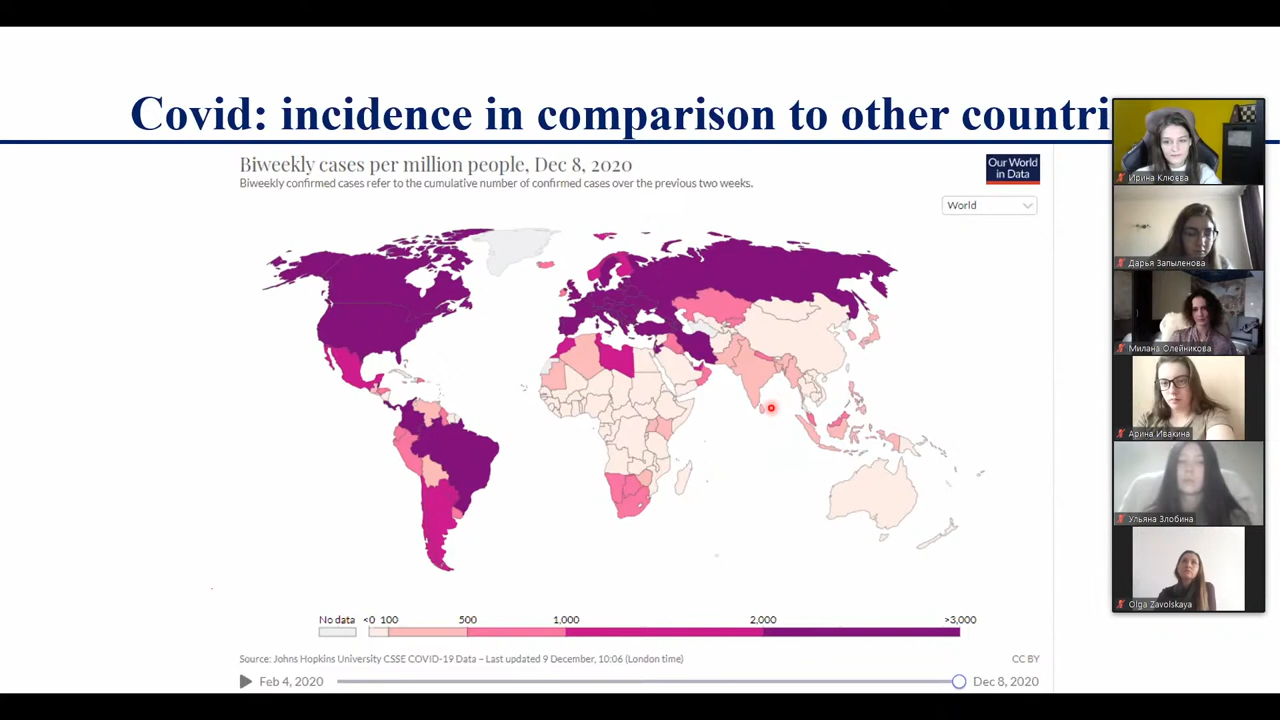 Covid: incidence in comparison to other countri
Biweekly cases per million people, Dec 8, 2020
Biweekly confirmed cases refer to the cumulative number of confirmed cases over the previous two weeks.
Our World
in Data
World
No data <0 100 500 1,000 2,000 >3,000
Source: Johns Hopkins University CSSE COVID-19 Data – Last updated 9 December, 10:06 (London time)
CC BY
Feb 4, 2020
Dec 8, 2020
Ирина Клюева
Дарья Запыленова
Милана Олейникова
Арина Ивакина
Ульяна Злобина
Olga Zavolskaya